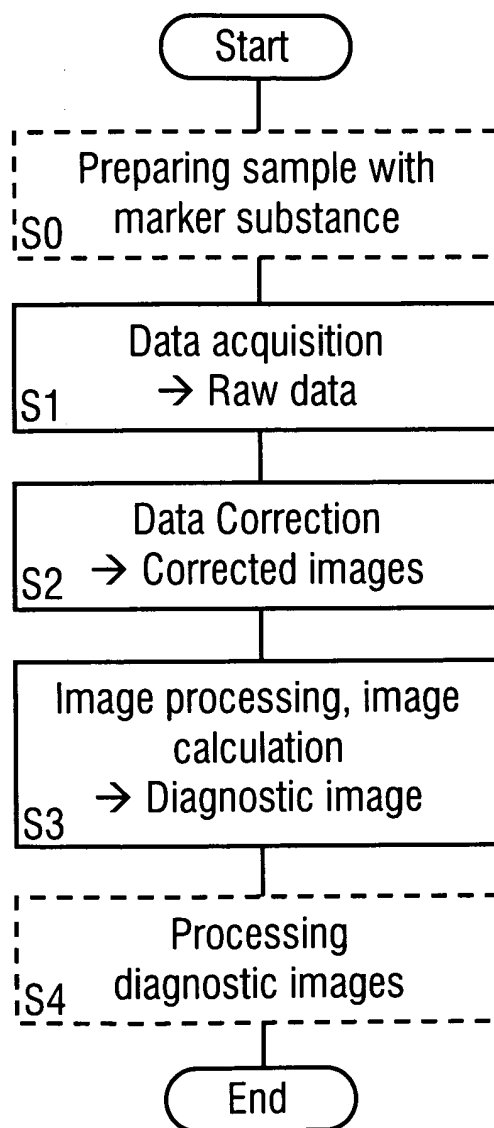 Start
Preparing sample with
marker substance
S0
Data acquisition
→ Raw data
S1
Data Correction
→ Corrected images
S2
Image processing, image
calculation
→ Diagnostic image
S3
Processing
diagnostic images
S4
End